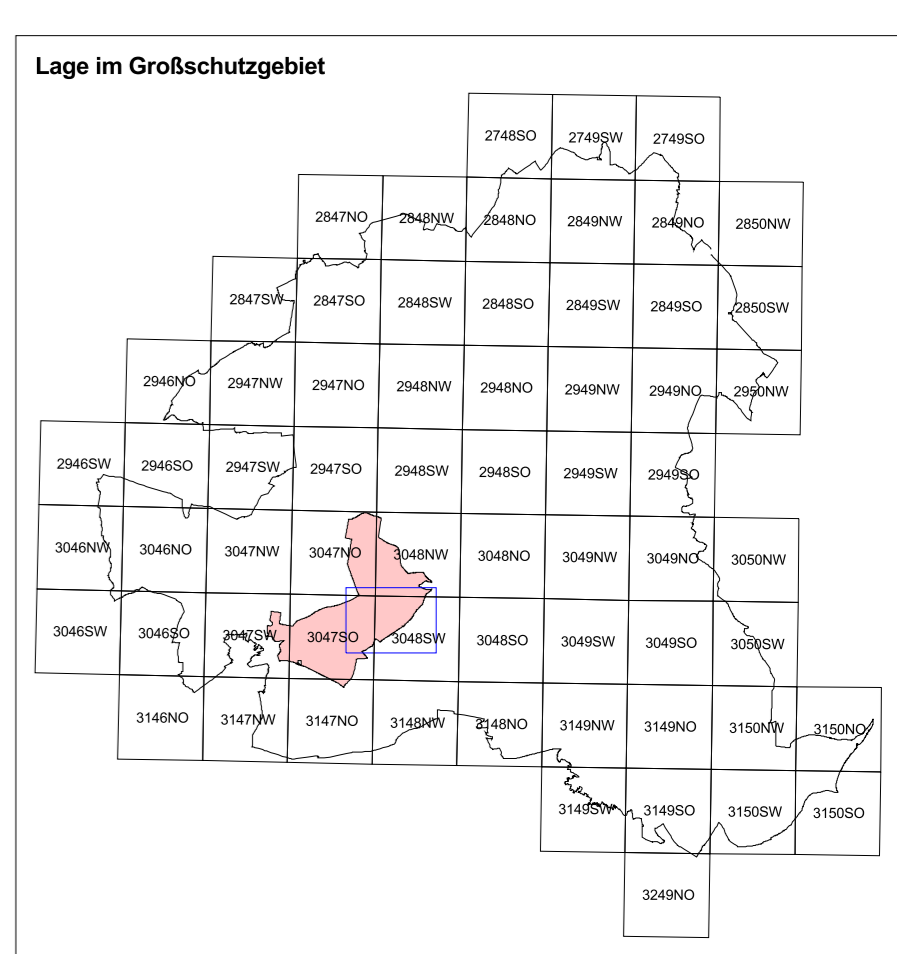 Lage im Großschutzgebiet
2748SO 2749SW 2749SO
2847NO 2848NW 2848NO 2849NW 2849NO 2850NW
2847SW 2847SO 2848SW 2848SO 2849SW 2849SO 2850SW
2946NO 2947NW 2947NO 2948NW 2948NO 2949NW 2949NO 2950NW
2946SW 2946SO 2947SW 2947SO 2948SW 2948SO 2949SW 2949SO
3046NW 3046NO 3047NW 3047NO 3048NW 3048NO 3049NW 3049NO 3050NW
3046SW 3046SO 3047SW 3047SO 3048SW 3048SO 3049SW 3049SO 3050SW
3146NO 3147NW 3147NO 3148NW 3148NO 3149NW 3149NO 3150NW 3150NO
3149SW 3149SO 3150SW 3150SO
3249NO